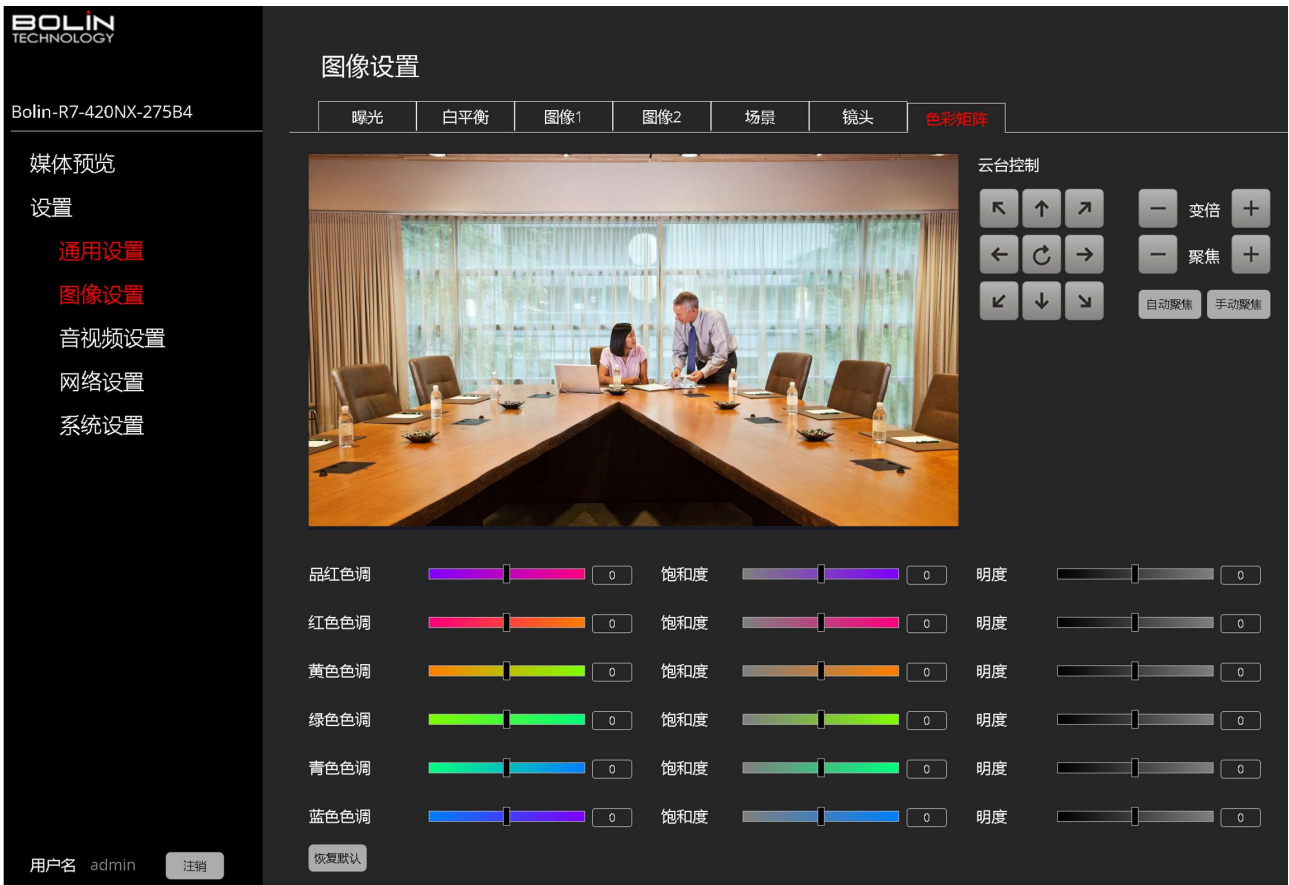 BOLIN
TECHNOLOGY
Bolin-R7-420NX-275B4
媒体预览
设置
通用设置
图像设置
音视频设置
网络设置
系统设置
用户名 admin 注销
图像设置
曝光 白平衡 图像1 图像2 场景 镜头 色彩矩阵
云台控制
变倍
聚焦
自动聚焦 手动聚焦
品红色调 0 饱和度 0 明度 0
红色色调 0 饱和度 0 明度 0
黄色色调 0 饱和度 0 明度 0
绿色色调 0 饱和度 0 明度 0
青色色调 0 饱和度 0 明度 0
蓝色色调 0 饱和度 0 明度 0
恢复默认